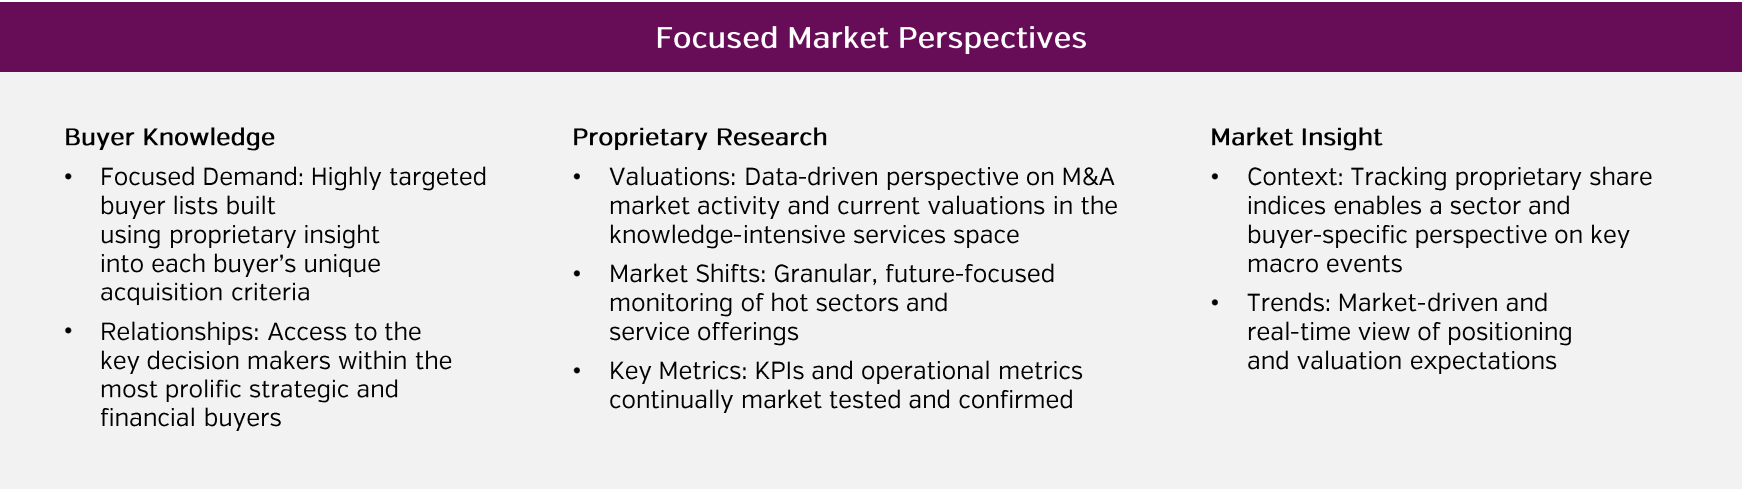 Focused Market Perspectives
Buyer Knowledge
• Focused Demand: Highly targeted
buyer lists built
using proprietary insight
into each buyer’s unique
acquisition criteria
• Relationships: Access to the
key decision makers within the
most prolific strategic and
financial buyers
Proprietary Research
• Valuations: Data-driven perspective on M&A
market activity and current valuations in the
knowledge-intensive services space
• Market Shifts: Granular, future-focused
monitoring of hot sectors and
service offerings
• Key Metrics: KPIs and operational metrics
continually market tested and confirmed
Market Insight
• Context: Tracking proprietary share
indices enables a sector and
buyer-specific perspective on key
macro events
• Trends: Market-driven and
real-time view of positioning
and valuation expectations